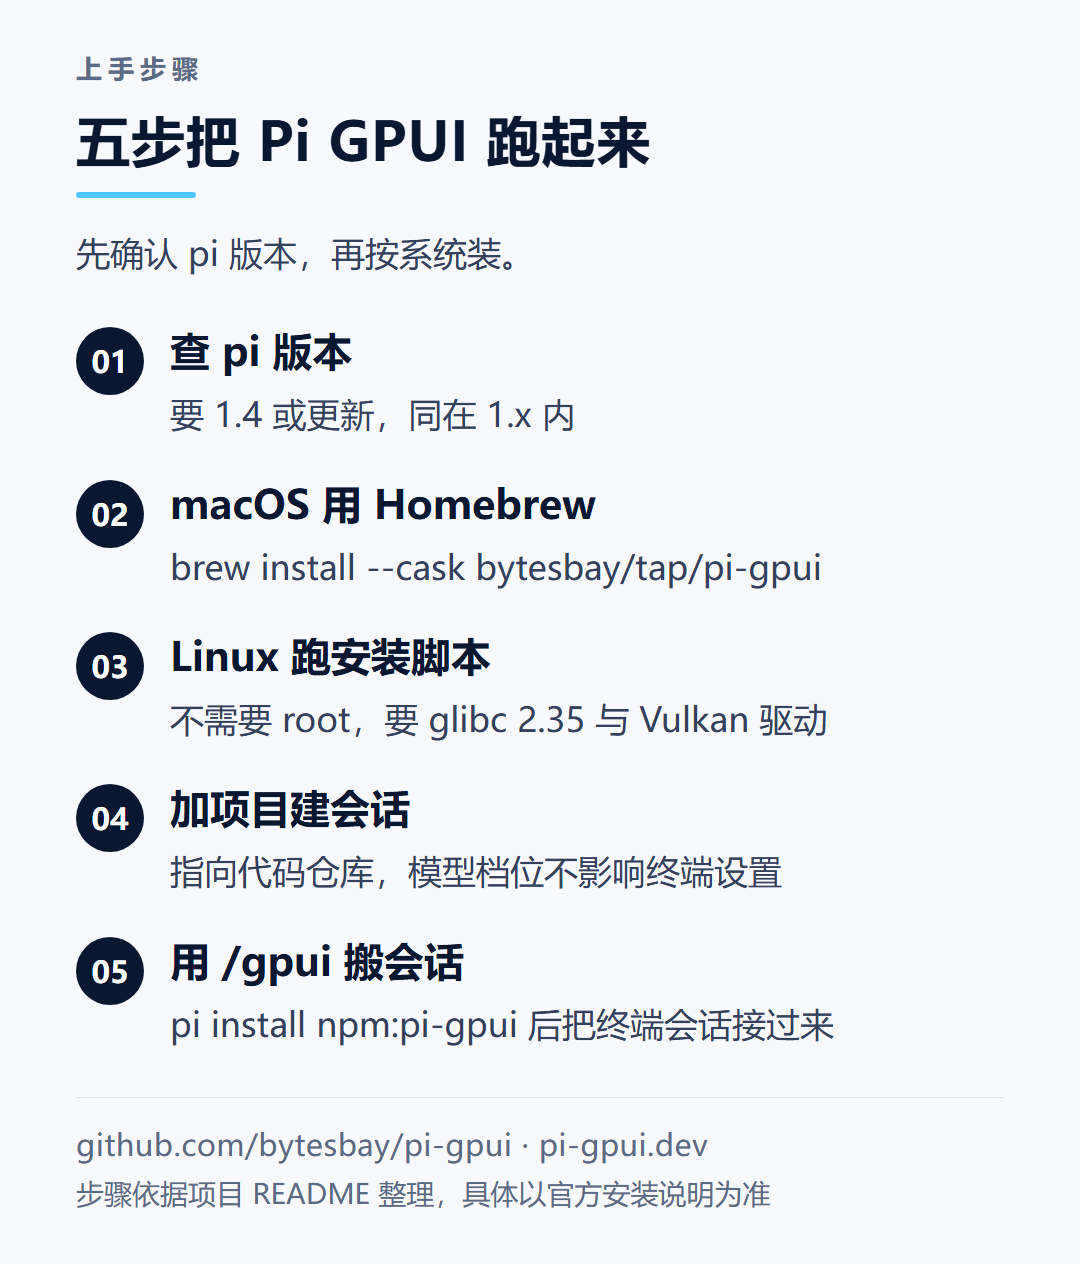 上手步骤
五步把 Pi GPUI 跑起来
先确认 pi 版本，再按系统装。
01
查 pi 版本
要 1.4 或更新，同在 1.x 内
02
macOS 用 Homebrew
brew install --cask bytesbay/tap/pi-gpui
03
Linux 跑安装脚本
不需要 root，要 glibc 2.35 与 Vulkan 驱动
04
加项目建会话
指向代码仓库，模型档位不影响终端设置
05
用 /gpui 搬会话
pi install npm:pi-gpui 后把终端会话接过来
github.com/bytesbay/pi-gpui · pi-gpui.dev
步骤依据项目 README 整理，具体以官方安装说明为准